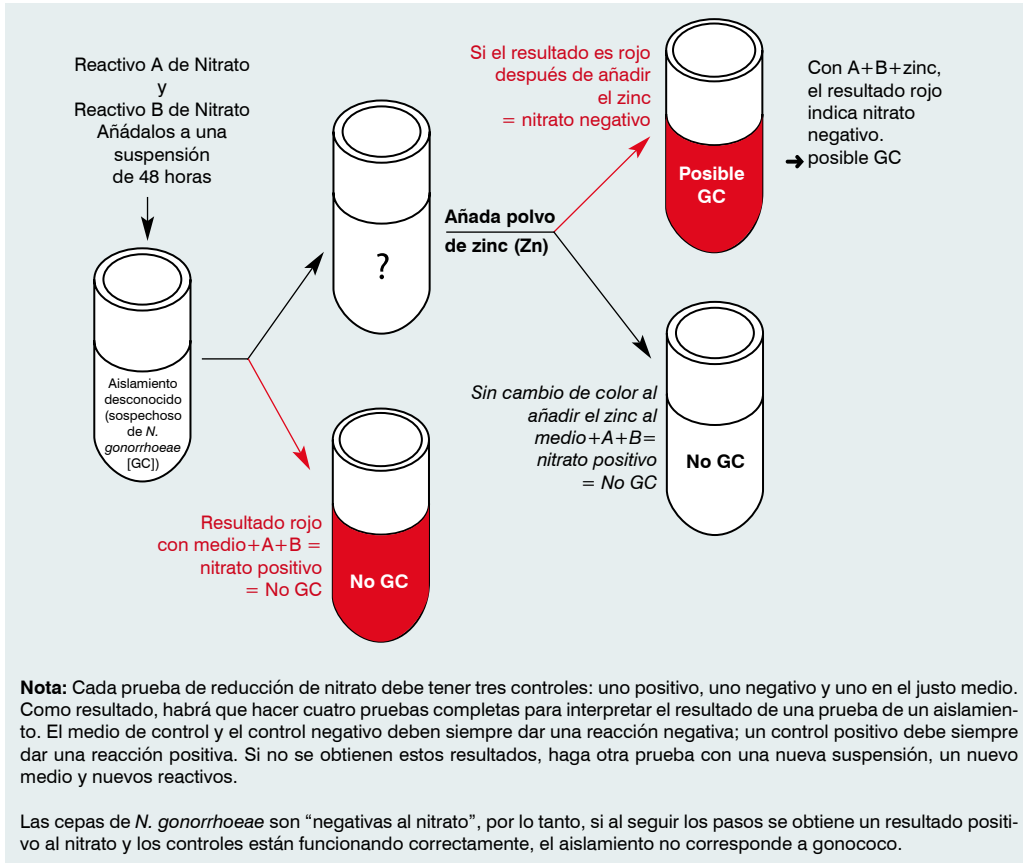 Reactivo A de Nitrato
y
Reactivo B de Nitrato
Añádalos a una
suspensión
de 48 horas
Aislamiento
desconocido
(sospechoso
de N.
gonorrhoeae
[GC])
?
Resultado rojo
con medio+A+B =
nitrato positivo
= No GC
No GC
Añada polvo
de zinc (Zn)
Si el resultado es rojo
después de añadir
el zinc
= nitrato negativo
Posible
GC
Con A+B+zinc,
el resultado rojo
indica nitrato
negativo.
➜ posible GC
Sin cambio de color al
añadir el zinc al
medio+A+B=
nitrato positivo
= No GC
No GC
Nota: Cada prueba de reducción de nitrato debe tener tres controles: uno positivo, uno negativo y uno en el justo medio.
Como resultado, habrá que hacer cuatro pruebas completas para interpretar el resultado de una prueba de un aislamien-
to. El medio de control y el control negativo deben siempre dar una reacción negativa; un control positivo debe siempre
dar una reacción positiva. Si no se obtienen estos resultados, haga otra prueba con una nueva suspensión, un nuevo
medio y nuevos reactivos.
Las cepas de N. gonorrhoeae son “negativas al nitrato”, por lo tanto, si al seguir los pasos se obtiene un resultado positi-
vo al nitrato y los controles están funcionando correctamente, el aislamiento no corresponde a gonococo.